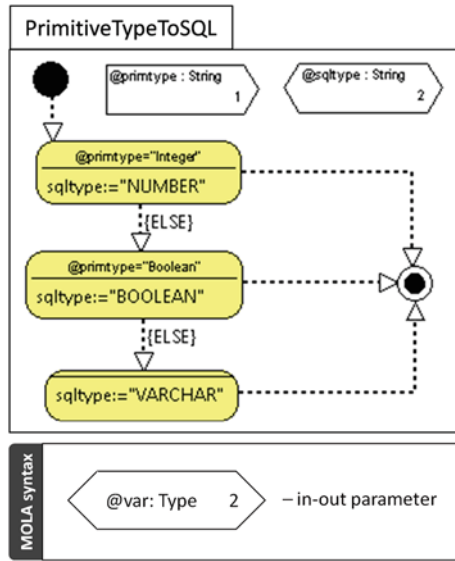 PrimitiveTypeToSQL
@primtype : String
1
@sqltype : String
2
@primtype="Integer"
sqltype:="NUMBER"
{ELSE}
@primtype="Boolean"
sqltype:="BOOLEAN"
{ELSE}
sqltype:="VARCHAR"
MOLA syntax
@var: Type 2 – in-out parameter